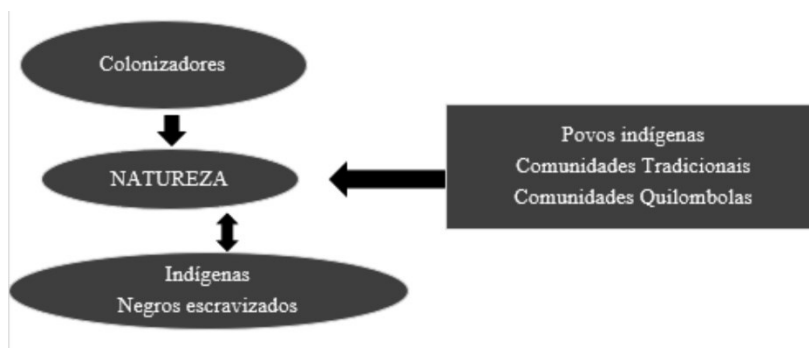 Colonizadores
NATUREZA
Indígenas
Negros escravizados
Povos indígenas
Comunidades Tradicionais
Comunidades Quilombolas